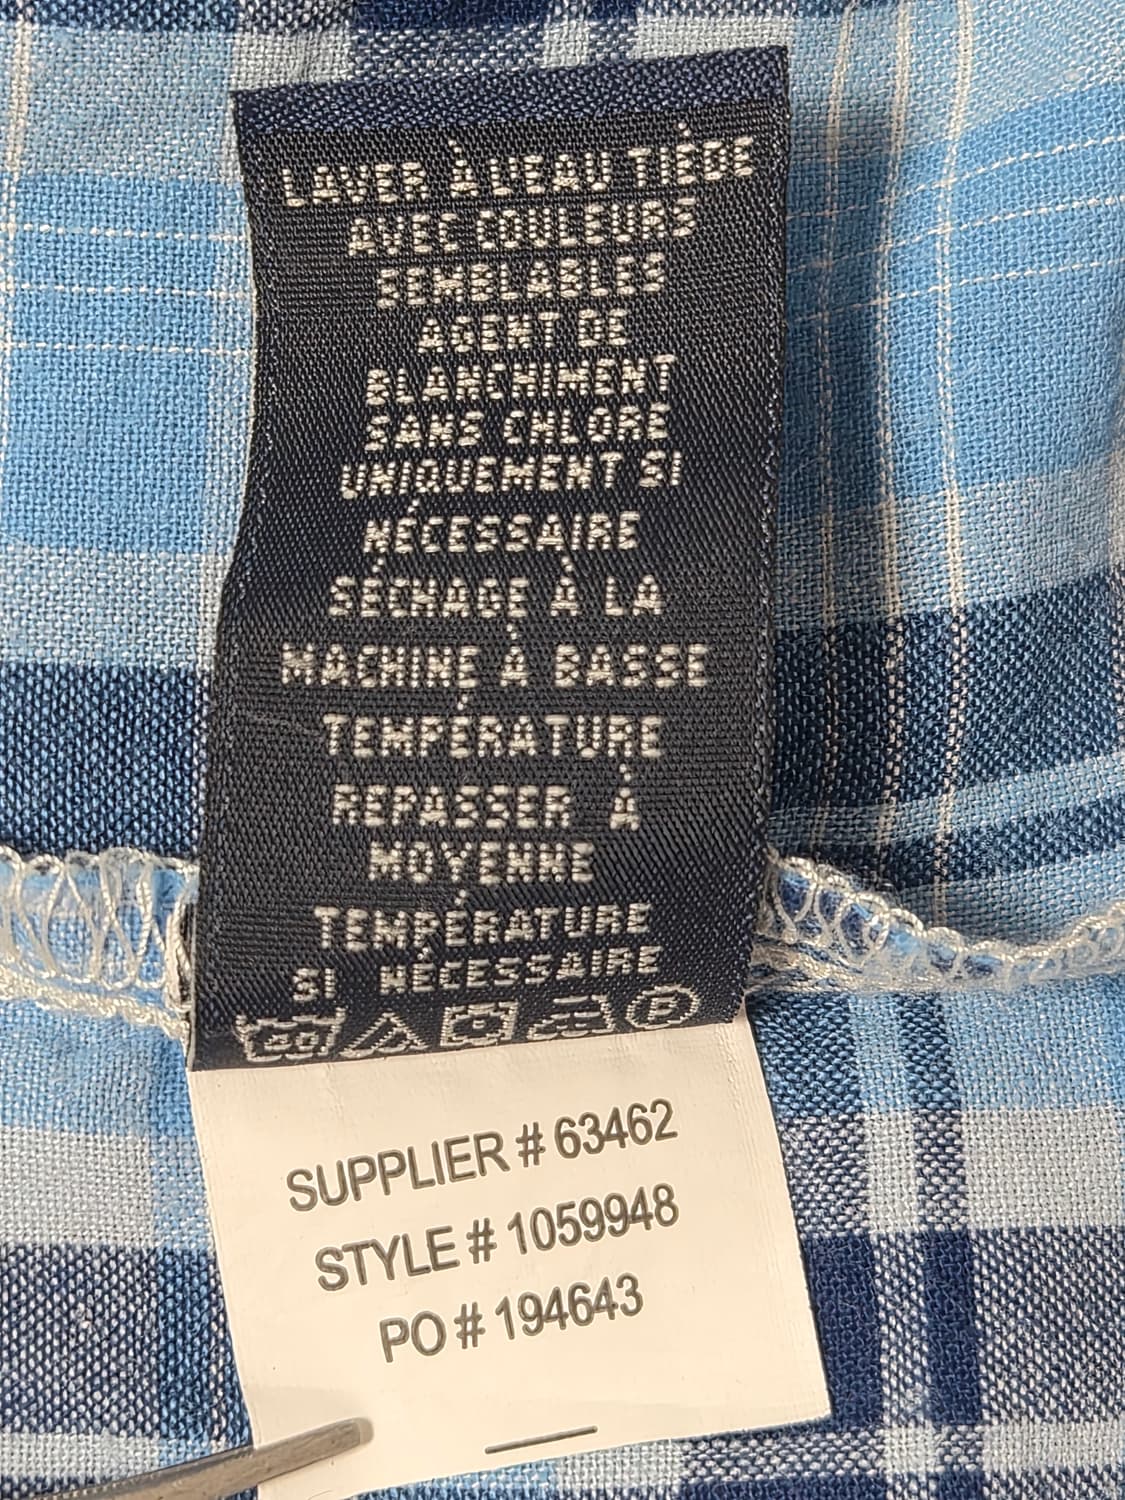 LAVER À L'EAU TIÈDE
AVEC COULEURS
SEMBLABLES
AGENT DE
BLANCHIMENT
SANS CHLORE
UNIQUEMENT SI
NÉCESSAIRE
SÉCHAGE À LA
MACHINE À BASSE
TEMPÉRATURE
REPASSER À
MOYENNE
TEMPÉRATURE
SI NÉCESSAIRE
P
SUPPLIER # 63462
STYLE # 1059948
PO # 194643